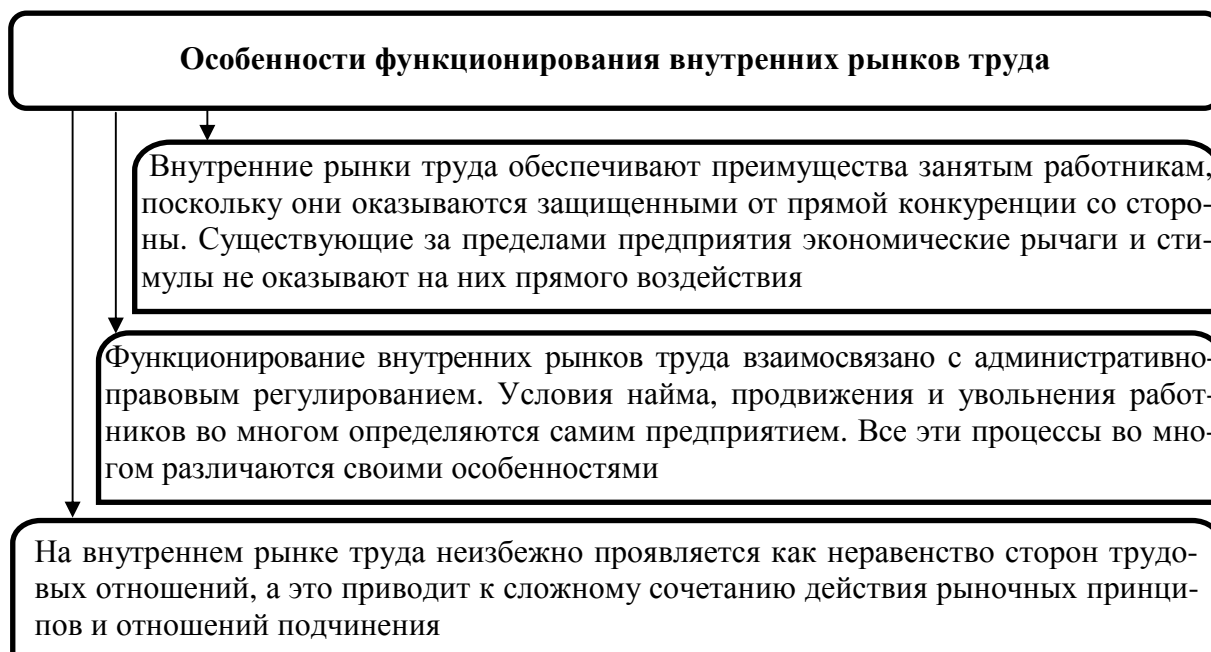 Особенности функционирования внутренних рынков труда
Внутренние рынки труда обеспечивают преимущества занятым работникам,
поскольку они оказываются защищенными от прямой конкуренции со сторо-
ны. Существующие за пределами предприятия экономические рычаги и сти-
мулы не оказывают на них прямого воздействия
Функционирование внутренних рынков труда взаимосвязано с административно-
правовым регулированием. Условия найма, продвижения и увольнения работ-
ников во многом определяются самим предприятием. Все эти процессы во мно-
гом различаются своими особенностями
На внутреннем рынке труда неизбежно проявляется как неравенство сторон трудо-
вых отношений, а это приводит к сложному сочетанию действия рыночных принци-
пов и отношений подчинения